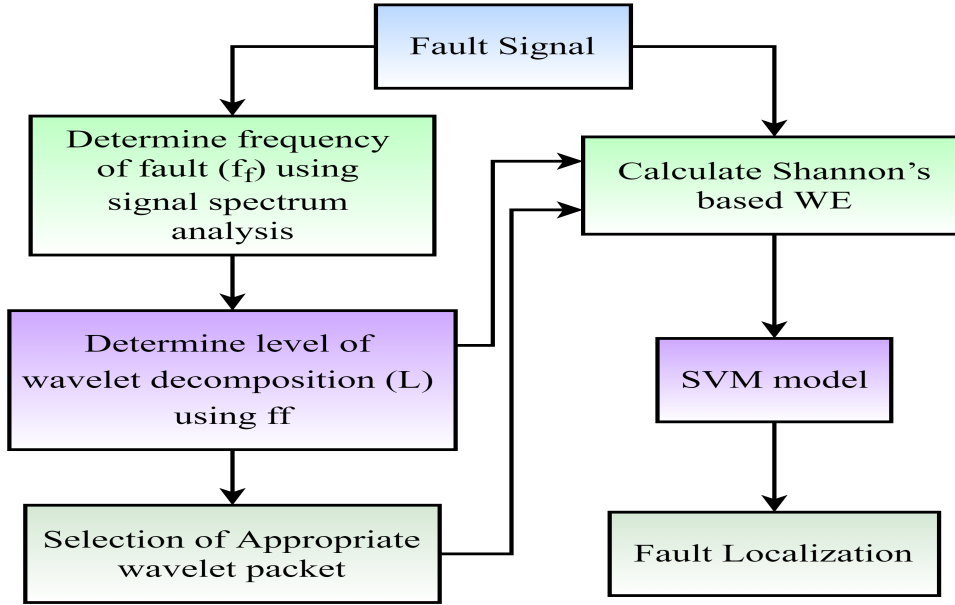 Fault Signal
Determine frequency
of fault (f_f) using
signal spectrum
analysis
Determine level of
wavelet decomposition (L)
using ff
Selection of Appropriate
wavelet packet
Calculate Shannon's
based WE
SVM model
Fault Localization